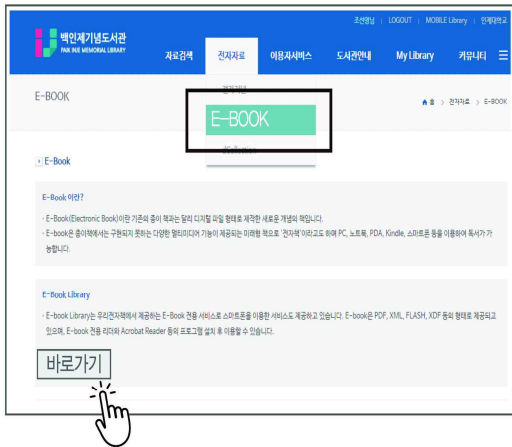 조선영님 | LOGOUT | MOBILE Library | 인제대학교
백인제기념도서관
PAIK INJE MEMORIAL LIBRARY
자료검색 전자자료 이용자서비스 도서관안내 My Library 커뮤니티
E-BOOK
홈 > 전자자료 > E-BOOK
전자저널
E-BOOK
dCollection
E-Book
E-Book 이란?
- E-Book(Electronic Book)이란 기존의 종이 책과는 달리 디지털 파일 형태로 제작한 새로운 개념의 책입니다.
- E-book은 종이책에서는 구현되지 못하는 다양한 멀티미디어 기능이 제공되는 미래형 책으로 '전자책'이라고도 하며 PC, 노트북, PDA, Kindle, 스마트폰 등을 이용하여 독서가 가
능합니다.
E-Book Library
- E-book Library는 우리전자책에서 제공하는 E-Book 전용 서비스로 스마트폰을 이용한 서비스도 제공하고 있습니다. E-book은 PDF, XML, FLASH, XDF 등의 형태로 제공되고
있으며, E-book 전용 리더와 Acrobat Reader 등의 프로그램 설치 후 이용할 수 있습니다.
바로가기